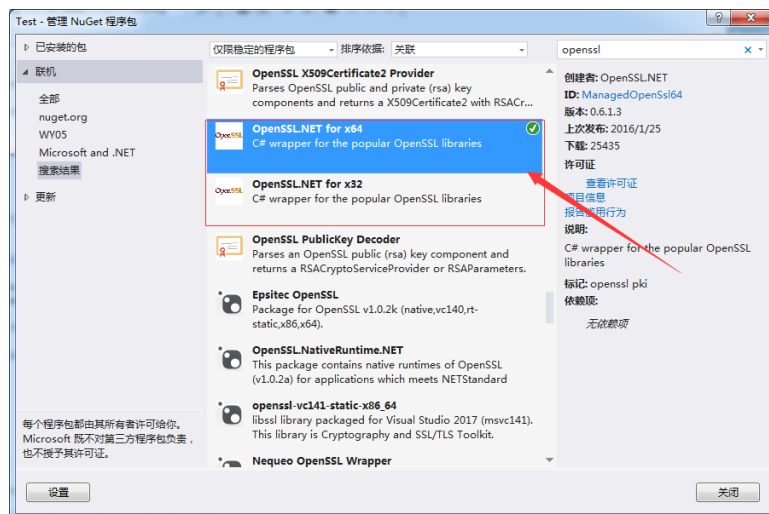 Test - 管理 NuGet 程序包
已安装的包
联机
全部
nuget.org
WY05
Microsoft and .NET
搜索结果
更新
每个程序包都由其所有者许可给你。
Microsoft 既不对第三方程序包负责，
也不授予其许可证。
设置
仅限稳定的程序包
排序依据: 关联
OpenSSL X509Certificate2 Provider
Parses OpenSSL public and private (rsa) key
components and returns a X509Certificate2 with RSACr...
OpenSSL
OpenSSL.NET for x64
C# wrapper for the popular OpenSSL libraries
OpenSSL
OpenSSL.NET for x32
C# wrapper for the popular OpenSSL libraries
OpenSSL PublicKey Decoder
Parses an OpenSSL public (rsa) key component and
returns a RSACryptoServiceProvider or RSAParameters.
Epsitec OpenSSL
Package for OpenSSL v1.0.2k (native,vc140,rt-
static,x86,x64).
OpenSSL.NativeRuntime.NET
This package contains native runtimes of OpenSSL
(v1.0.2a) for applications which meets NETStandard
openssl-vc141-static-x86_64
libssl library packaged for Visual Studio 2017 (msvc141).
This library is Cryptography and SSL/TLS Toolkit.
Nequeo OpenSSL Wrapper
openssl
创建者: OpenSSL.NET
ID: ManagedOpenSsl64
版本: 0.6.1.3
上次发布: 2016/1/25
下载: 25435
许可证
查看许可证
项目信息
报告滥用行为
说明:
C# wrapper for the popular OpenSSL
libraries
标记: openssl pki
依赖项:
无依赖项
关闭